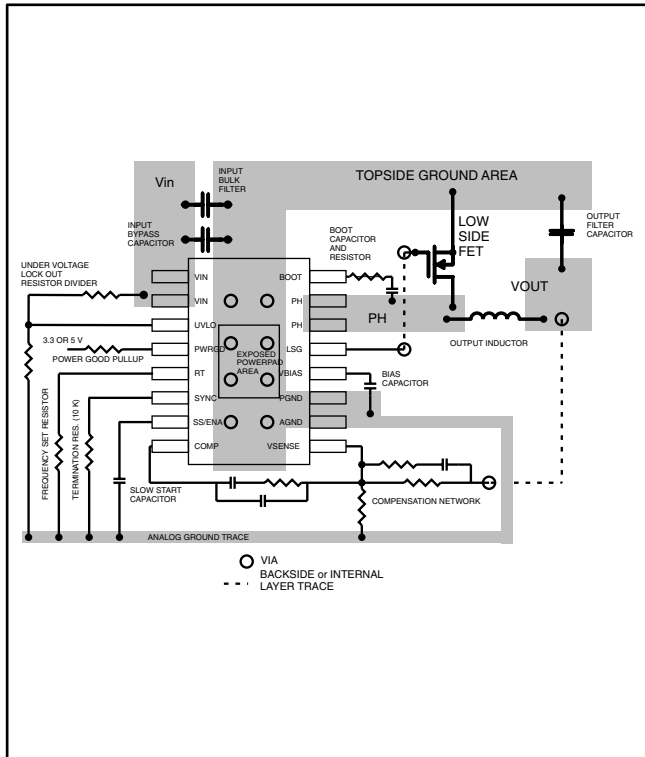 Vin
INPUT
BULK
FILTER
TOPSIDE GROUND AREA
INPUT
BYPASS
CAPACITOR
BOOT
CAPACITOR
AND
RESISTOR
LOW
SIDE
FET
OUTPUT
FILTER
CAPACITOR
UNDER VOLTAGE
LOCK OUT
RESISTOR DIVIDER
VIN
BOOT
VOUT
VIN
PH
UVLO
PH
PH
OUTPUT INDUCTOR
3.3 OR 5 V
POWER GOOD PULLUP
PWRGD
LSG
EXPOSED
POWERPAD
AREA
RT
VBIAS
BIAS
CAPACITOR
SYNC
PGND
SS/ENA
AGND
COMP
VSENSE
FREQUENCY SET RESISTOR
TERMINATION RES. (10 K)
SLOW START
CAPACITOR
COMPENSATION NETWORK
ANALOG GROUND TRACE
VIA
BACKSIDE or INTERNAL
LAYER TRACE